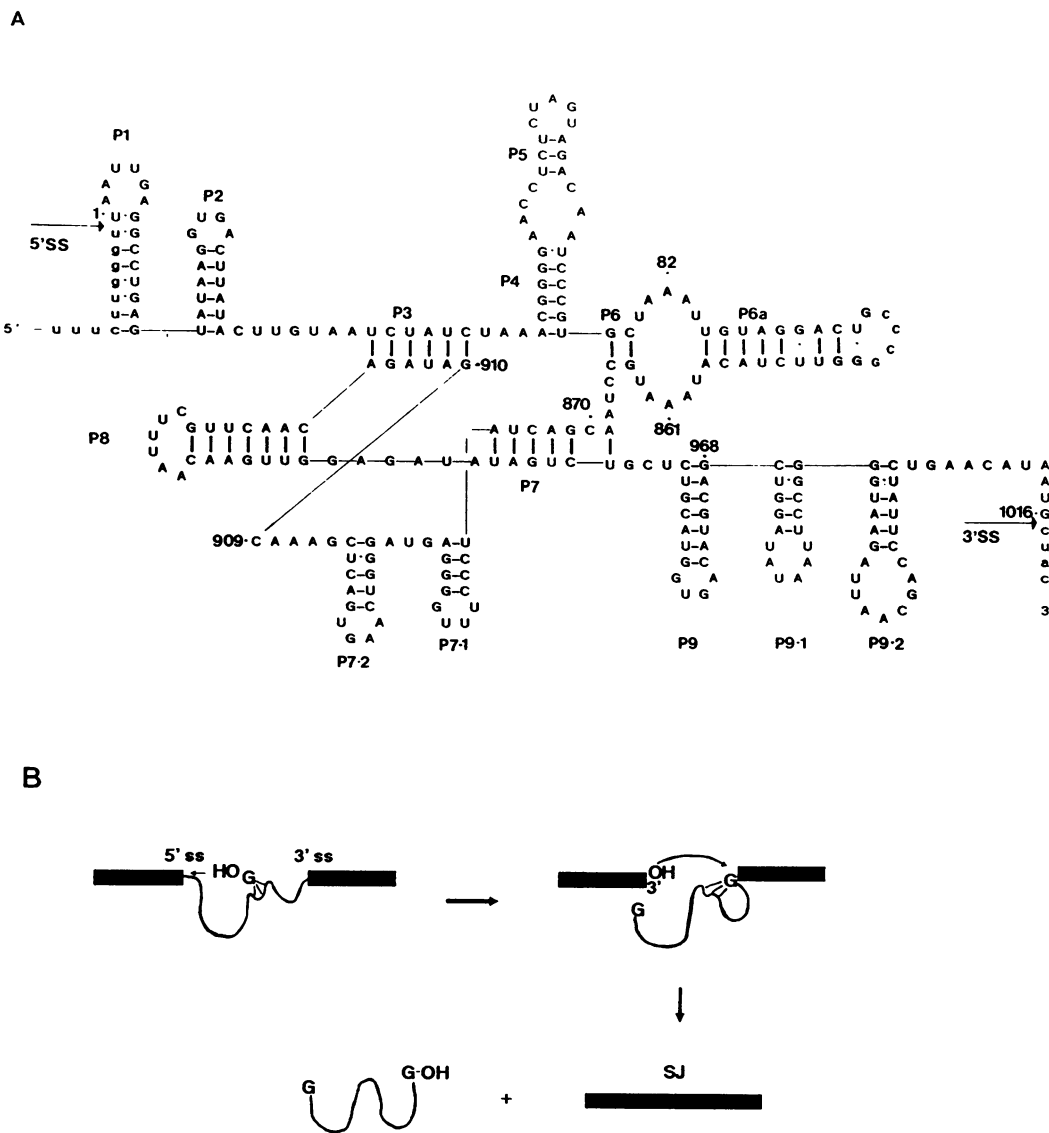 A
A
U G
P1 C U
U U U-A
P5 C-G
A G P2 U-A
A A C C
1· U·G U G C A
5'SS u·G G A A A
g-C G-C A A
g-C G-C G·U 82
g·U A-U P4 G-C A
g-C A-U G-C A A
u·G U-A P3 G-C P6 U U P6a U G C
u-A A-U C-G C
5' - u u u C-G U A C U U G U A A U C U A U C U A A A A-U G C U G U A G G A C C
A G A U A G ·910 C G A C A U C U U G G G
C U U
U A A
870 · U A A
C A 861
P8 U G U U C A A C A U C A G C A 968
U
A A C A A G U U G G A G A U A U A G U C U G C U C G C G G C U G A A C A U A
P7
909·C A A A G C G G A U G A U 1016·
3'SS
P7·2 P7·1 P9 P9·1 P9·2 3
B
5' ss HO G 3' ss
OH
3' G
G
G G-OH + SJ